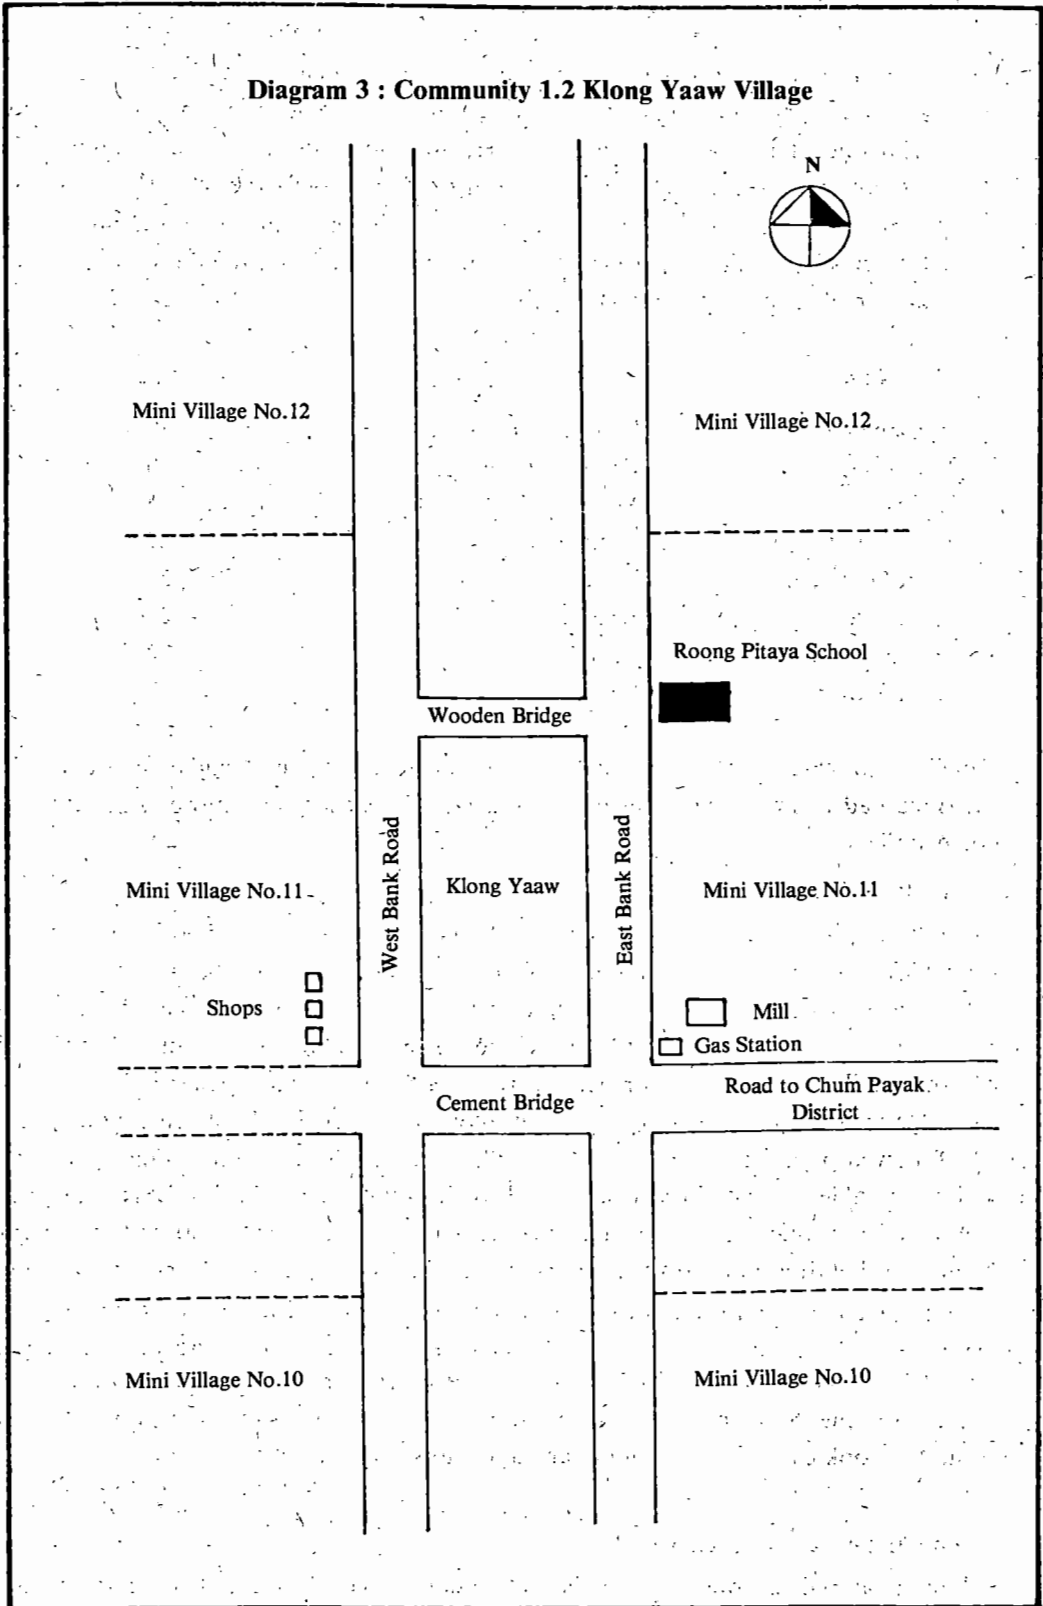 Diagram 3 : Community 1.2 Klong Yaaw Village
N
Mini Village No.12
Mini Village No.12
Roong Pitaya School
Wooden Bridge
West Bank Road
East Bank Road
Mini Village No.11
Klong Yaaw
Mini Village No.11
Shops
Mill
Gas Station
Cement Bridge
Road to Chum Payak
District
Mini Village No.10
Mini Village No.10